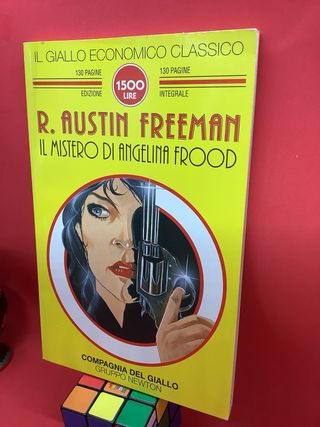 IL GIALLO ECONOMICO CLASSICO
130 PAGINE
130 PAGINE
1500
LIRE
EDIZIONE
INTEGRALE
R. AUSTIN FREEMAN
IL MISTERO DI ANGELINA FROOD
COMPAGNIA DEL GIALLO
GRUPPO NEWTON